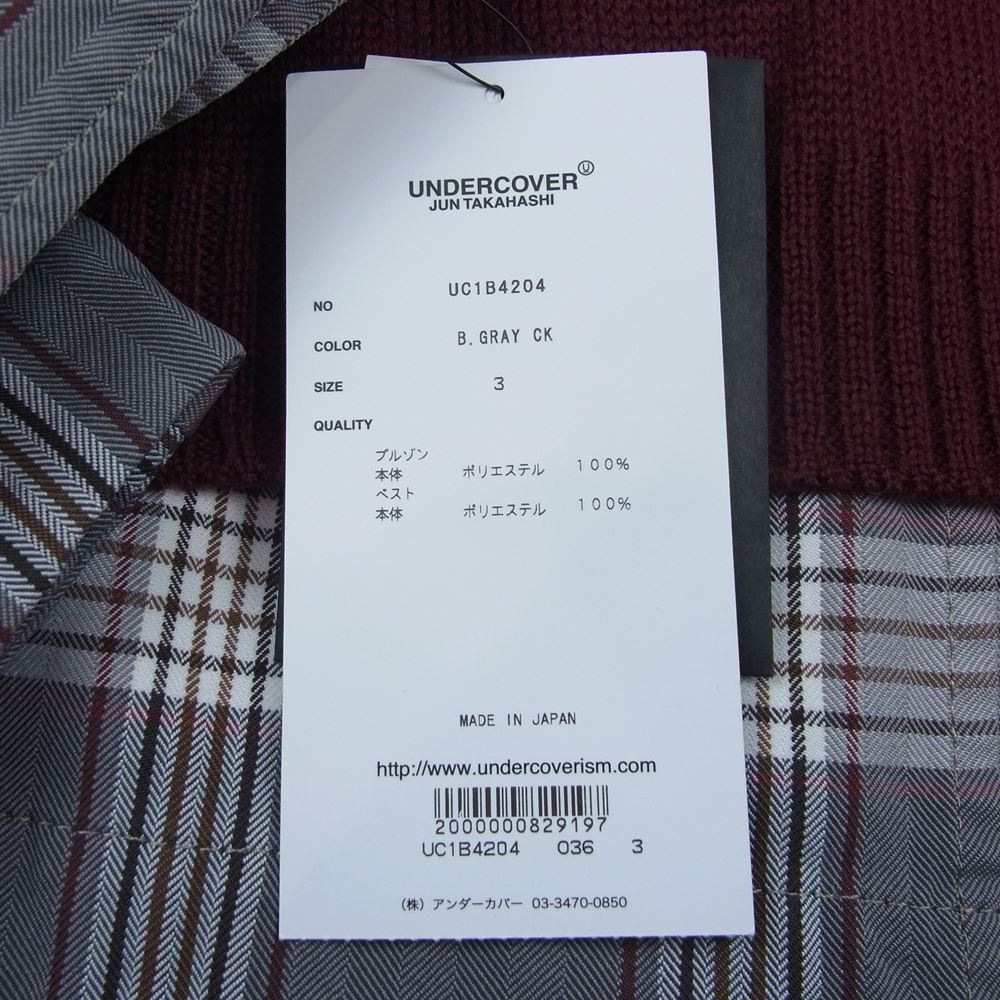 UNDERCOVER U
JUN TAKAHASHI
NO UC1B4204
COLOR B.GRAY CK
SIZE 3
QUALITY
ブルゾン
本体 ポリエステル 100%
ベスト
本体 ポリエステル 100%
MADE IN JAPAN
http://www.undercoverism.com
2000000829197
UC1B4204 036 3
(株) アンダーカバー 03-3470-0850